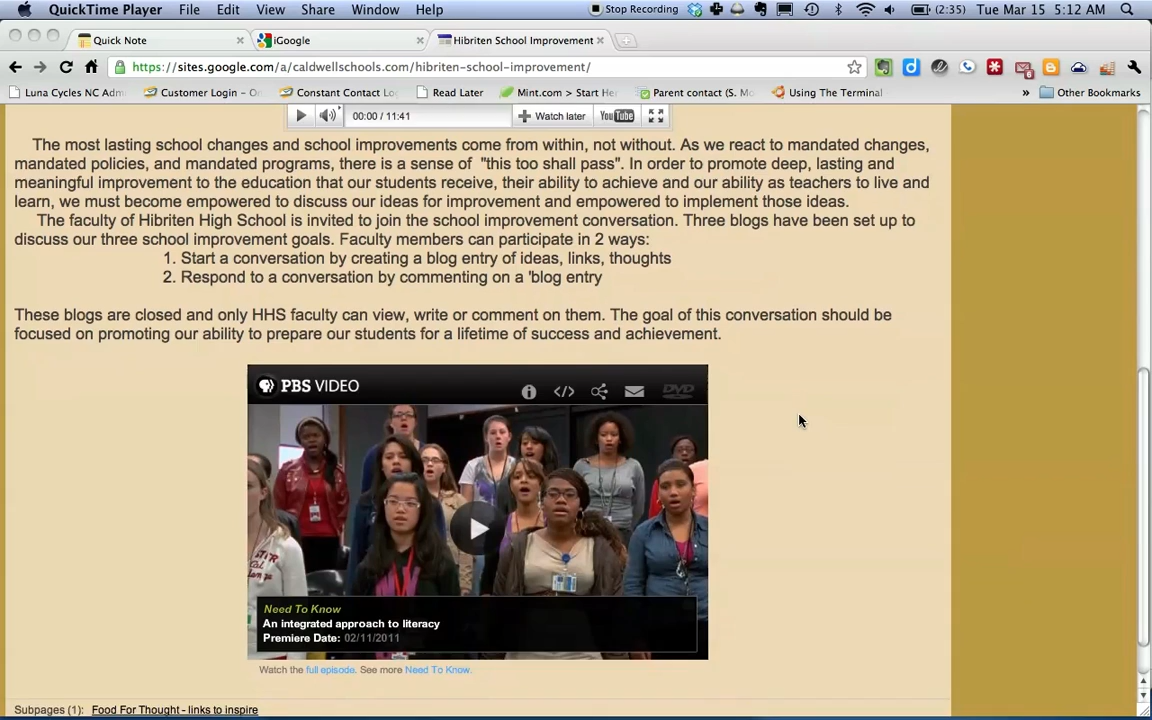 QuickTime Player File Edit View Share Window Help Stop Recording (2:35) Tue Mar 15 5:12 AM
Quick Note iGoogle Hibriten School Improvement
https://sites.google.com/a/caldwellschools.com/hibriten-school-improvement/
Luna Cycles NC Adm Customer Login - O Constant Contact Lo Read Later Mint.com > Start He Parent contact (S. Mo Using The Terminal » Other Bookmarks
00:00 / 11:41 Watch later YouTube
The most lasting school changes and school improvements come from within, not without. As we react to mandated changes,
mandated policies, and mandated programs, there is a sense of "this too shall pass". In order to promote deep, lasting and
meaningful improvement to the education that our students receive, their ability to achieve and our ability as teachers to live and
learn, we must become empowered to discuss our ideas for improvement and empowered to implement those ideas.
The faculty of Hibriten High School is invited to join the school improvement conversation. Three blogs have been set up to
discuss our three school improvement goals. Faculty members can participate in 2 ways:
1. Start a conversation by creating a blog entry of ideas, links, thoughts
2. Respond to a conversation by commenting on a 'blog entry
These blogs are closed and only HHS faculty can view, write or comment on them. The goal of this conversation should be
focused on promoting our ability to prepare our students for a lifetime of success and achievement.
PBS VIDEO DVD
Need To Know
An integrated approach to literacy
Premiere Date: 02/11/2011
Watch the full episode. See more Need To Know.
Subpages (1): Food For Thought - links to inspire